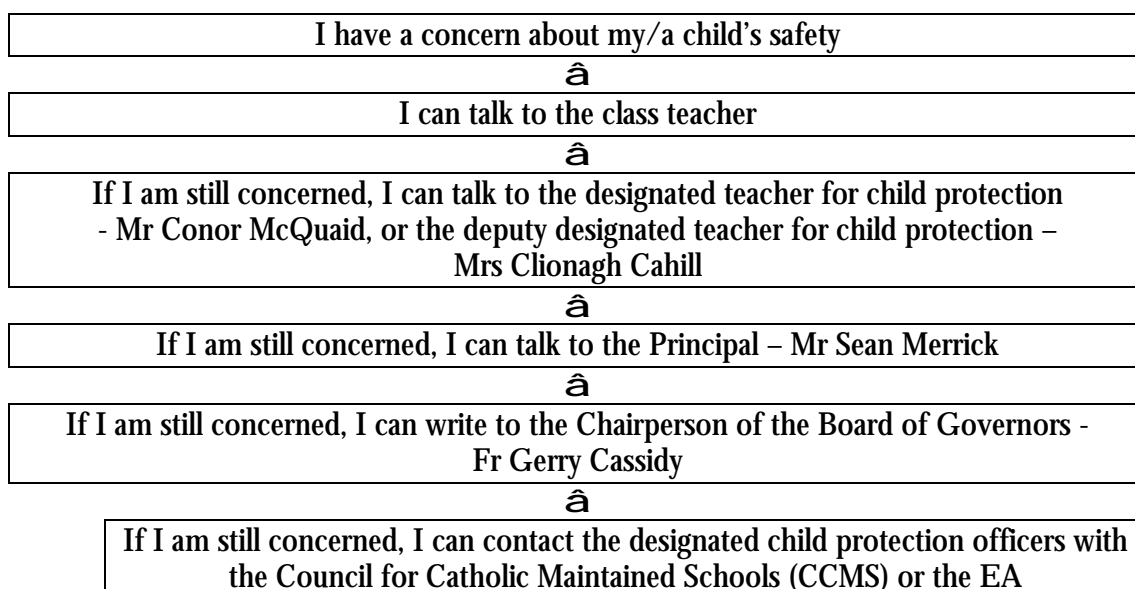 I have a concern about my/a child's safety
â
I can talk to the class teacher
â
If I am still concerned, I can talk to the designated teacher for child protection
- Mr Conor McQuaid, or the deputy designated teacher for child protection –
Mrs Clionagh Cahill
â
If I am still concerned, I can talk to the Principal – Mr Sean Merrick
â
If I am still concerned, I can write to the Chairperson of the Board of Governors -
Fr Gerry Cassidy
â
If I am still concerned, I can contact the designated child protection officers with
the Council for Catholic Maintained Schools (CCMS) or the EA